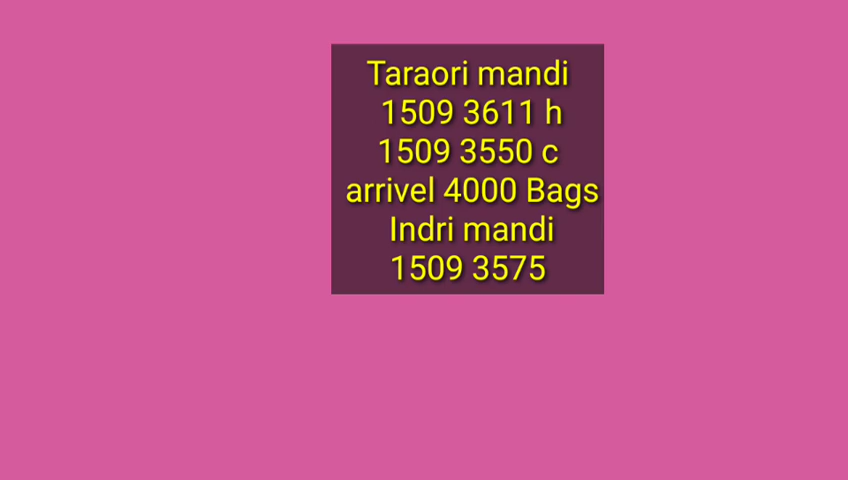 Taraori mandi
1509 3611 h
1509 3550 c
arrivel 4000 Bags
Indri mandi
1509 3575